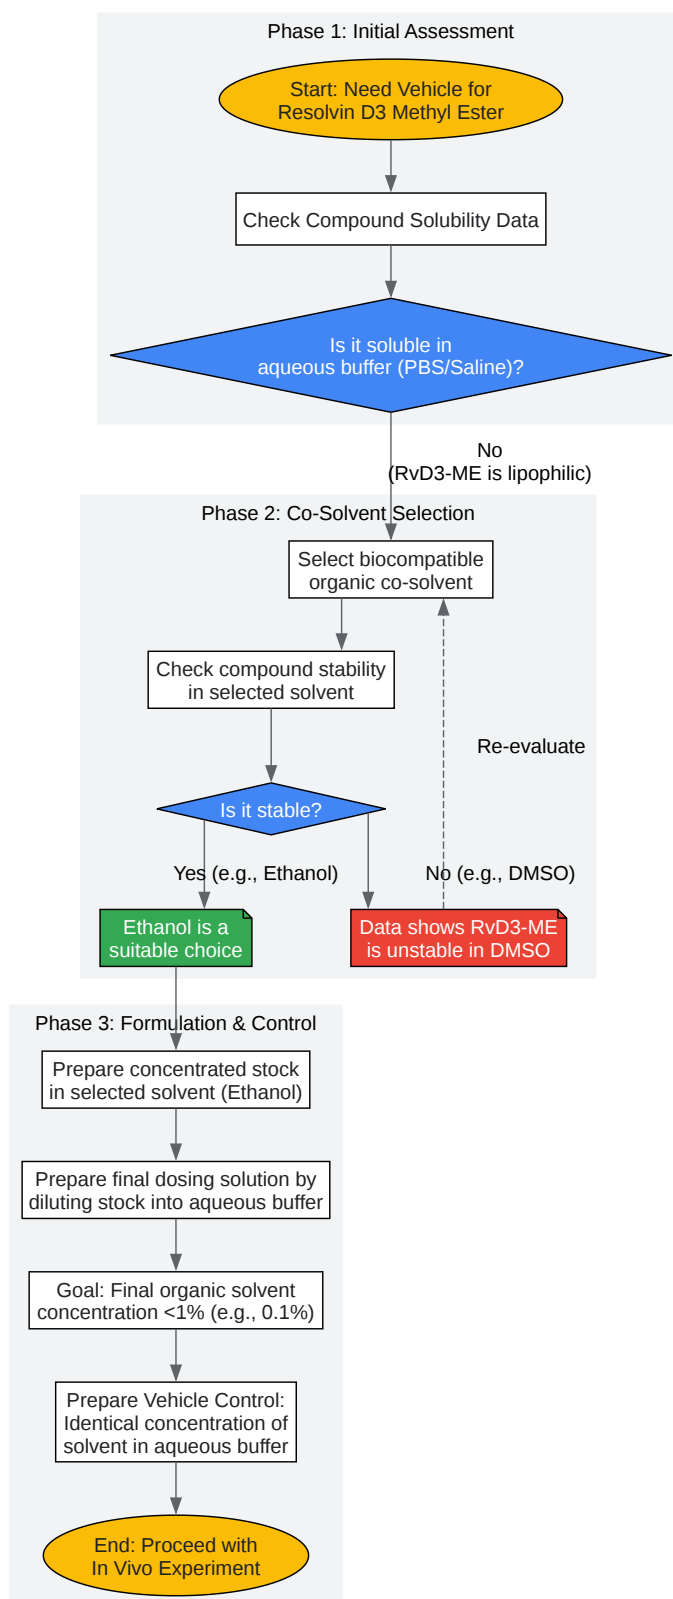 Phase 1: Initial Assessment
Start: Need Vehicle for
Resolvin D3 Methyl Ester
Check Compound Solubility Data
Is it soluble in
aqueous buffer (PBS/Saline)?
No
(RvD3-ME is lipophilic)
Phase 2: Co-Solvent Selection
Select biocompatible
organic co-solvent
Check compound stability
in selected solvent
Re-evaluate
Is it stable?
Yes (e.g., Ethanol)
No (e.g., DMSO)
Ethanol is a
suitable choice
Data shows RvD3-ME
is unstable in DMSO
Phase 3: Formulation & Control
Prepare concentrated stock
in selected solvent (Ethanol)
Prepare final dosing solution by
diluting stock into aqueous buffer
Goal: Final organic solvent
concentration <1% (e.g., 0.1%)
Prepare Vehicle Control:
Identical concentration of
solvent in aqueous buffer
End: Proceed with
In Vivo Experiment